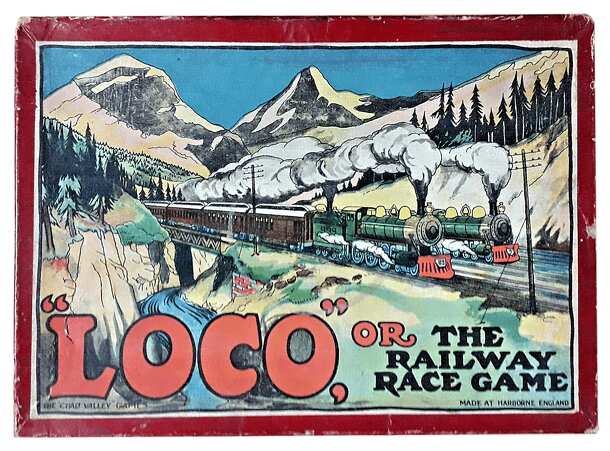 "LOCO," OR THE
RAILWAY
RACE GAME
THE CHAD VALLEY GAMES
MADE AT HARBORNE ENGLAND